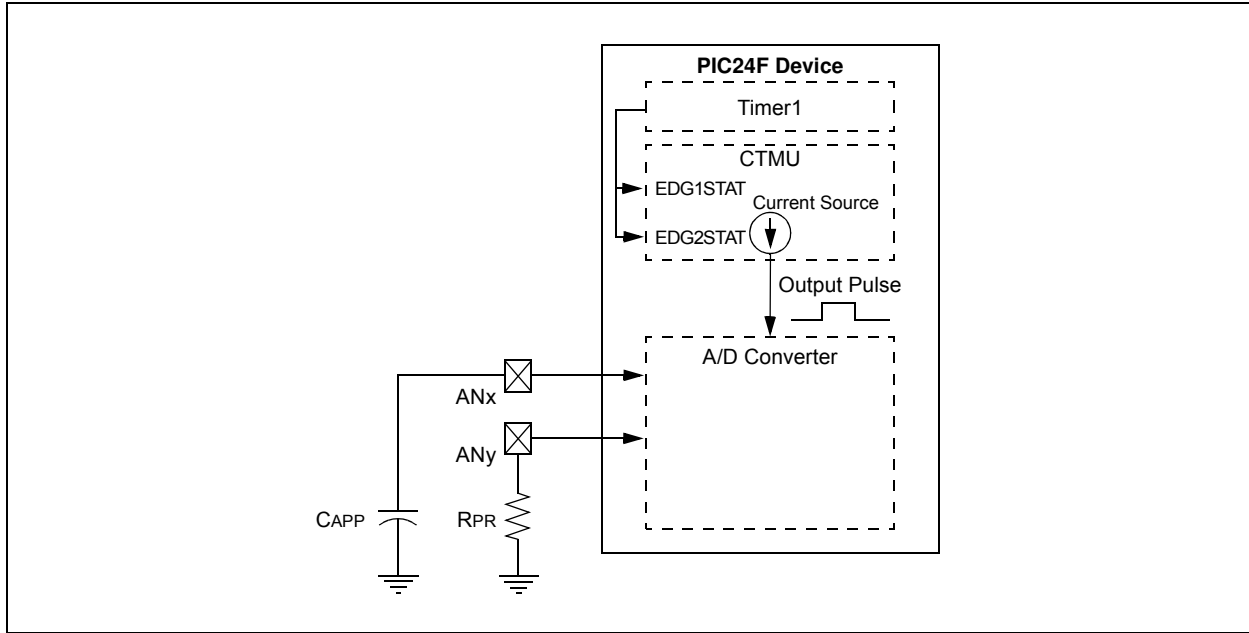 PIC24F Device
Timer1
CTMU
EDG1STAT
Current Source
EDG2STAT
Output Pulse
A/D Converter
ANx
ANy
CAPP
RPR